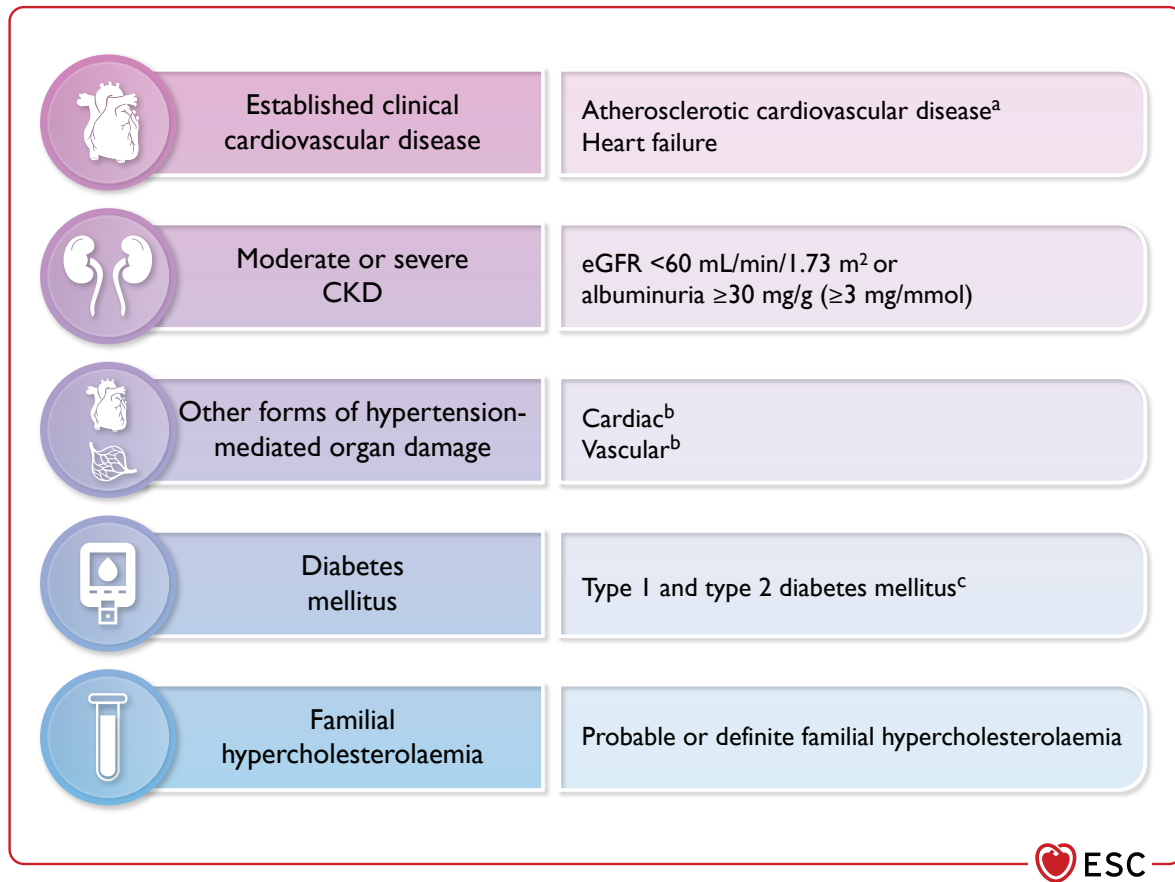 Established clinical
cardiovascular disease
Atherosclerotic cardiovascular diseaseᵃ
Heart failure
Moderate or severe
CKD
eGFR <60 mL/min/1.73 m² or
albuminuria ≥30 mg/g (≥3 mg/mmol)
Other forms of hypertension-
mediated organ damage
Cardiacᵇ
Vascularᵇ
Diabetes
mellitus
Type 1 and type 2 diabetes mellitusᶜ
Familial
hypercholesterolaemia
Probable or definite familial hypercholesterolaemia
ESC